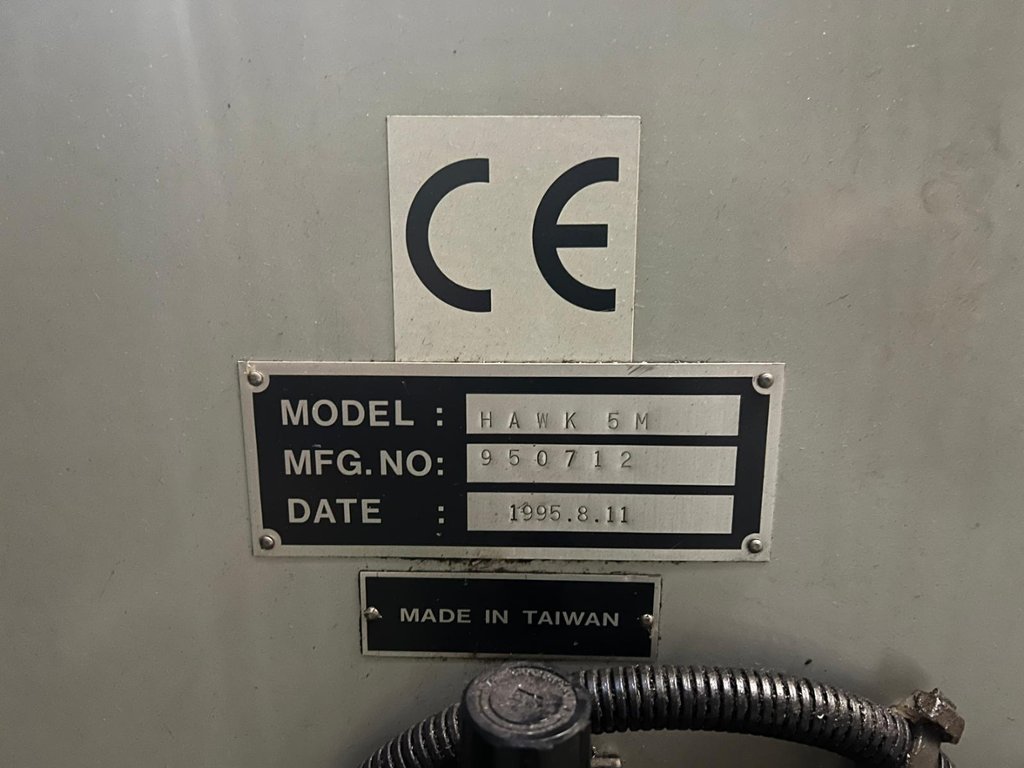 CE
MODEL : HAWK 5M
MFG.NO: 950712
DATE : 1995.8.11
MADE IN TAIWAN